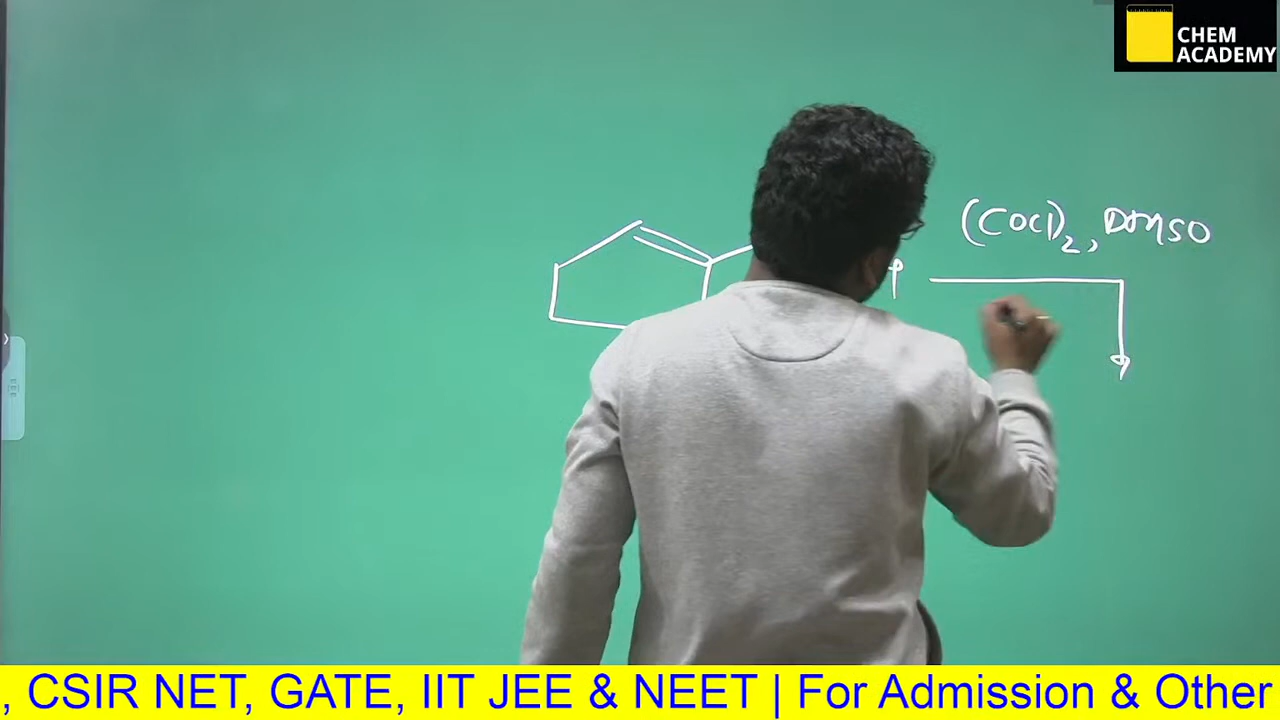 CHEM
ACADEMY
(COCl)2, DMSO
, CSIR NET, GATE, IIT JEE & NEET | For Admission & Other